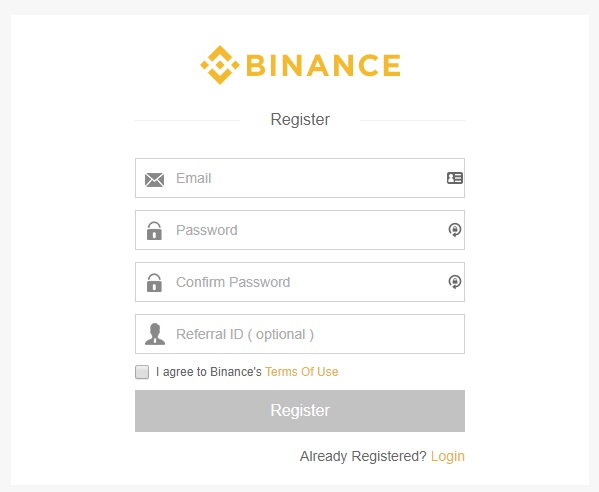 BINANCE
Register
Email
Password
Confirm Password
Referral ID ( optional )
I agree to Binance's Terms Of Use
Register
Already Registered? Login